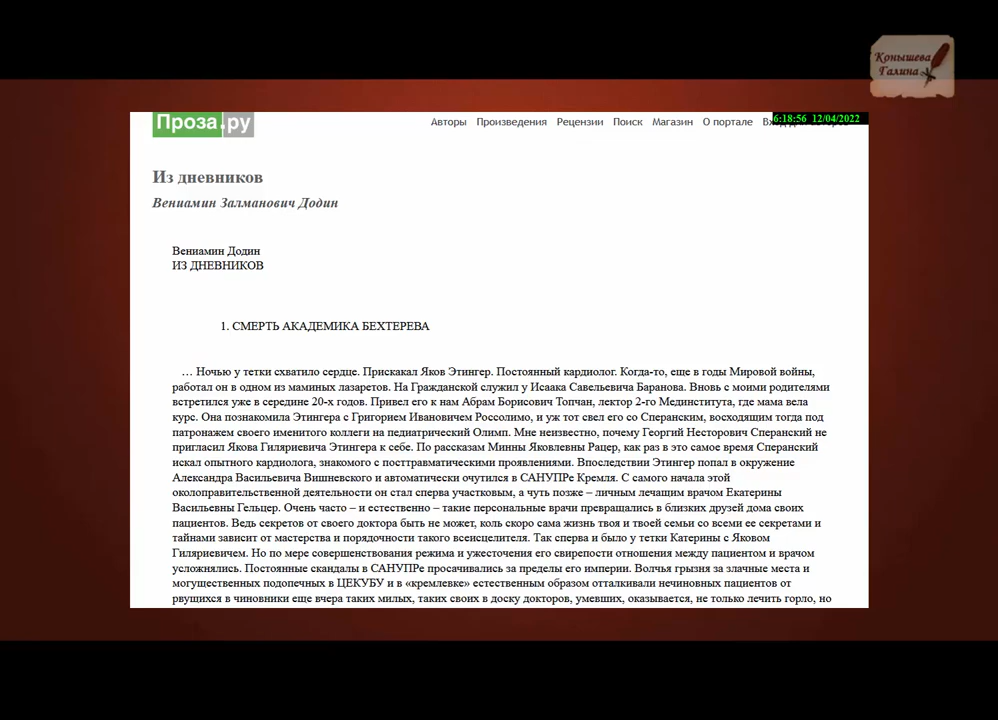 Конышева
Галина
Проза.ру
Авторы Произведения Рецензии Поиск Магазин О портале
6:18:56 12/04/2022
Из дневников
Вениамин Залманович Додин
Вениамин Додин
ИЗ ДНЕВНИКОВ
1. СМЕРТЬ АКАДЕМИКА БЕХТЕРЕВА
… Ночью у тетки схватило сердце. Прискакал Яков Этингер. Постоянный кардиолог. Когда-то, еще в годы Мировой войны,
работал он в одном из маминых лазаретов. На Гражданской служил у Исаака Савельевича Баранова. Вновь с моими родителями
встретился уже в середине 20-х годов. Привел его к нам Абрам Борисович Топчан, лектор 2-го Мединститута, где мама вела
курс. Она познакомила Этингера с Григорием Ивановичем Россолимо, и уж тот свел его со Сперанским, восходящим тогда под
патронажем своего именитого коллеги на педиатрический Олимп. Мне неизвестно, почему Георгий Несторович Сперанский не
пригласил Якова Гиляриевича Этингера к себе. По рассказам Минны Яковлевны Рацер, как раз в это самое время Сперанский
искал опытного кардиолога, знакомого с посттравматическими проявлениями. Впоследствии Этингер попал в окружение
Александра Васильевича Вишневского и автоматически очутился в САНУПРе Кремля. С самого начала этой
околоправительственной деятельности он стал сперва участковым, а чуть позже – личным лечащим врачом Екатерины
Васильевны Гельцер. Очень часто – и естественно – такие персональные врачи превращались в близких друзей дома своих
пациентов. Ведь секретов от своего доктора быть не может, коль скоро сама жизнь твоя и твоей семьи со всеми ее секретами и
тайнами зависит от мастерства и порядочности такого всеисцелителя. Так сперва и было у тетки Катерины с Яковом
Гиляриевичем. Но по мере совершенствования режима и ужесточения его свирепости отношения между пациентом и врачом
усложнялись. Постоянные скандалы в САНУПРе просачивались за пределы его империи. Волчья грызня за злачные места и
могущественных подопечных в ЦЕКУБУ и в «кремлевке» естественным образом отталкивали нечиновных пациентов от
рвущихся в чиновники еще вчера таких милых, таких своих в доску докторов, умевших, оказывается, не только лечить горло, но